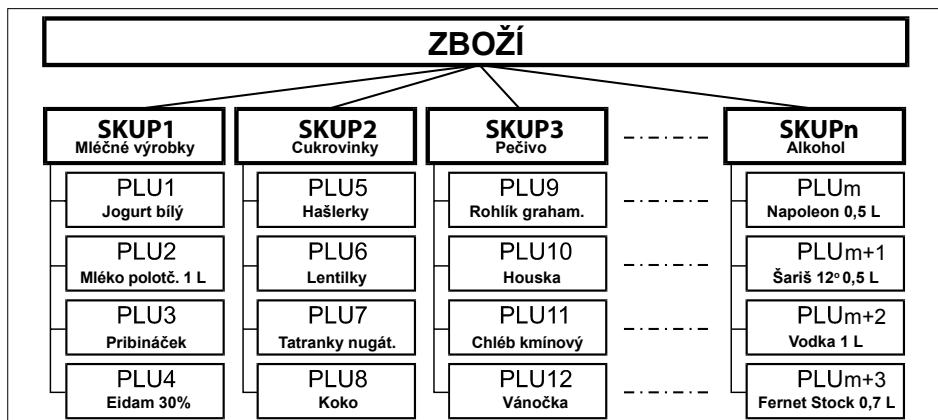 ZBOŽÍ
SKUP1
Mléčné výrobky
PLU1
Jogurt bílý
PLU2
Mléko polotč. 1 L
PLU3
Pribináček
PLU4
Eidam 30%
SKUP2
Cukrovinky
PLU5
Hašlerky
PLU6
Lentilky
PLU7
Tatranky nugát.
PLU8
Koko
SKUP3
Pečivo
PLU9
Rohlík graham.
PLU10
Houska
PLU11
Chléb kmínový
PLU12
Vánočka
SKUPn
Alkohol
PLUm
Napoleon 0,5 L
PLUm+1
Šariš 12º 0,5 L
PLUm+2
Vodka 1 L
PLUm+3
Fernet Stock 0,7 L